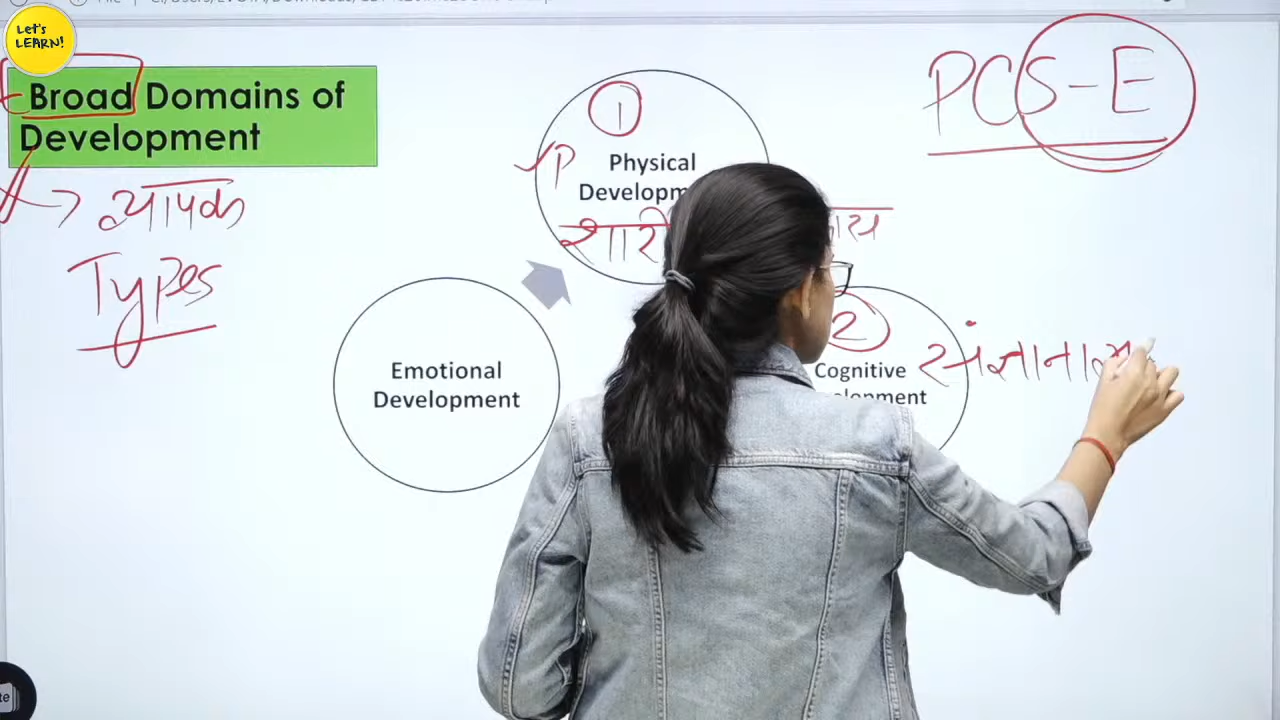 Let's
LEARN!
Broad Domains of
Development
व्यापक
Types
PCS-E
1
P
Physical
शारी
2
Cognitive
Emotional
Development